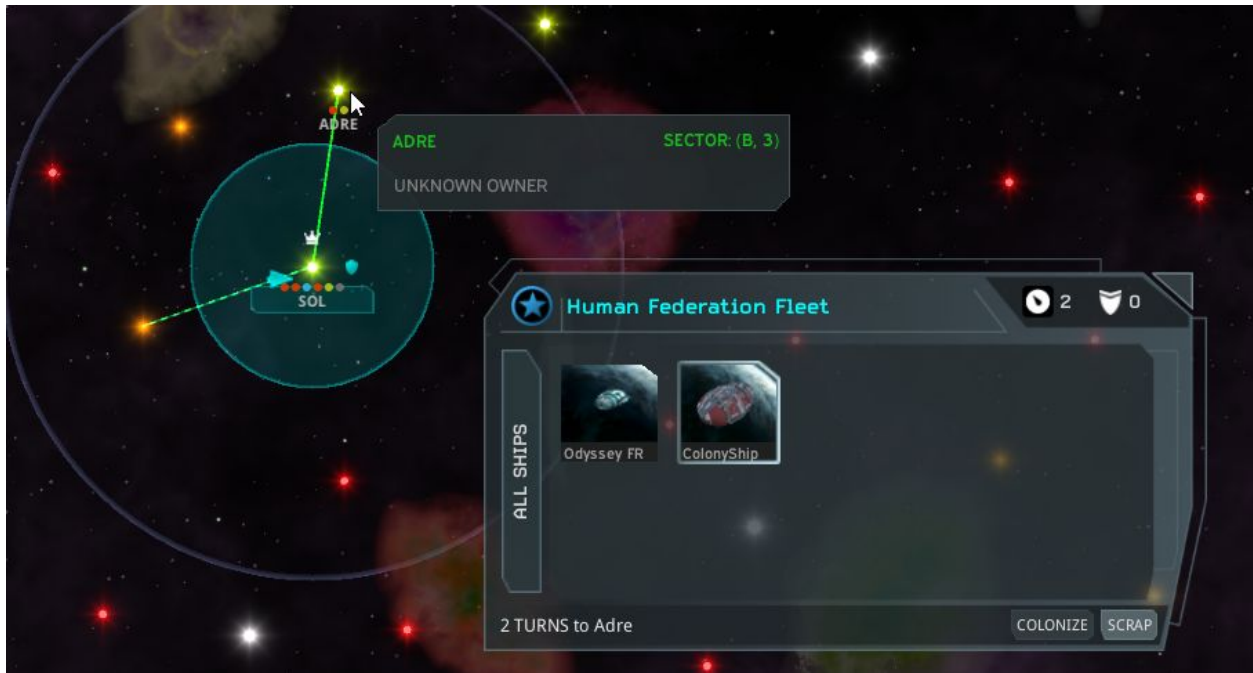 ADRE
ADRE SECTOR: (B, 3)
UNKNOWN OWNER
SOL
Human Federation Fleet 2 0
ALL SHIPS
Odyssey FR ColonyShip
2 TURNS to Adre COLONIZE SCRAP